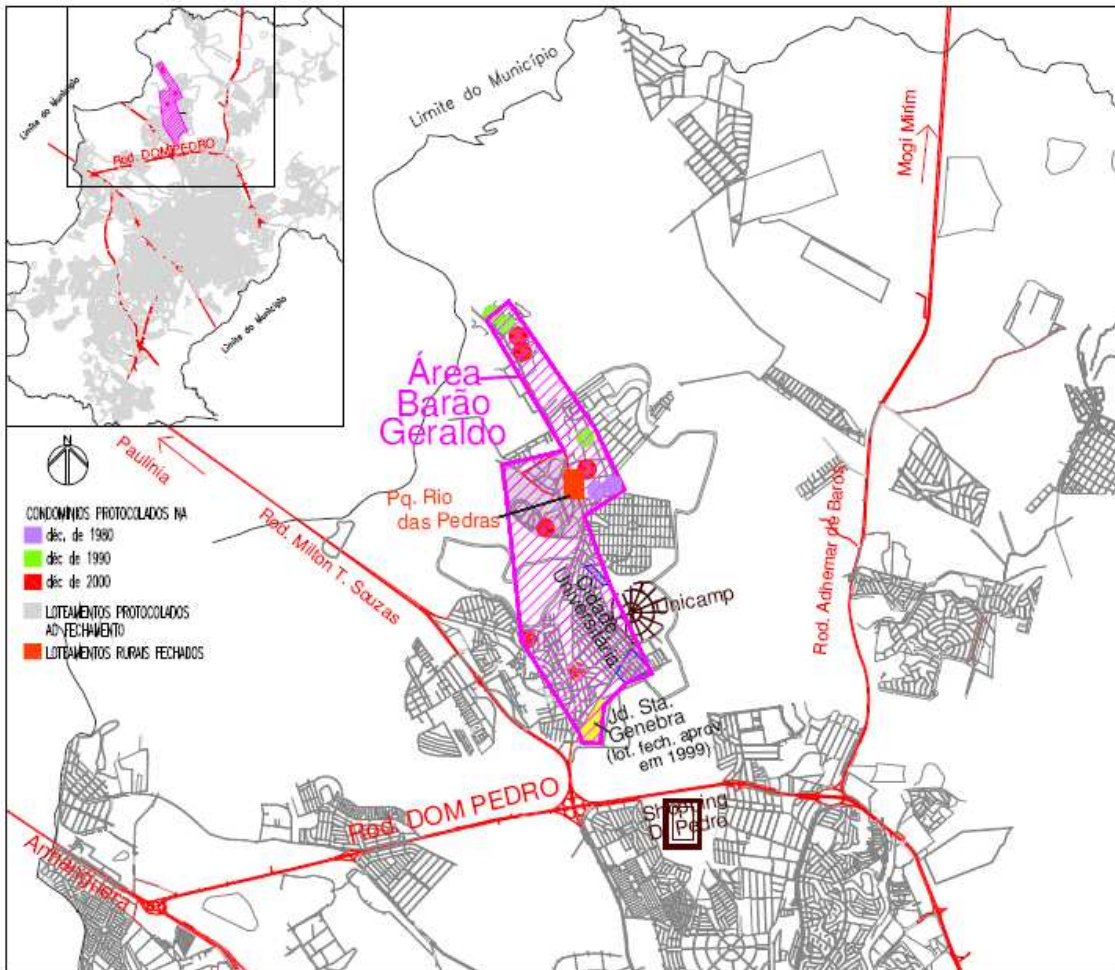 Limite do Município
Rod. DOM PEDRO
Limite do Município
N
CONDOMÍNIOS PROTOCOLADOS NA
déc. de 1980
déc de 1990
déc de 2000
LOTEAMENTOS PROTOCOLADOS
AO FECHAMENTO
LOTEAMENTOS RURAIS FECHADOS
Limite do Município
Mogi Mirim
Área
Barão
Geraldo
Paulínia
Pq. Rio
das Pedras
Rod. Milton T. Souzas
Cidade
Universitária
Unicamp
Rod. Adhemar de Baros
Jd. Sta.
Genebra
(lot. fech. aprov
em 1999)
Rod. DOM PEDRO
Shopping
D. Pedro
Anhanguera